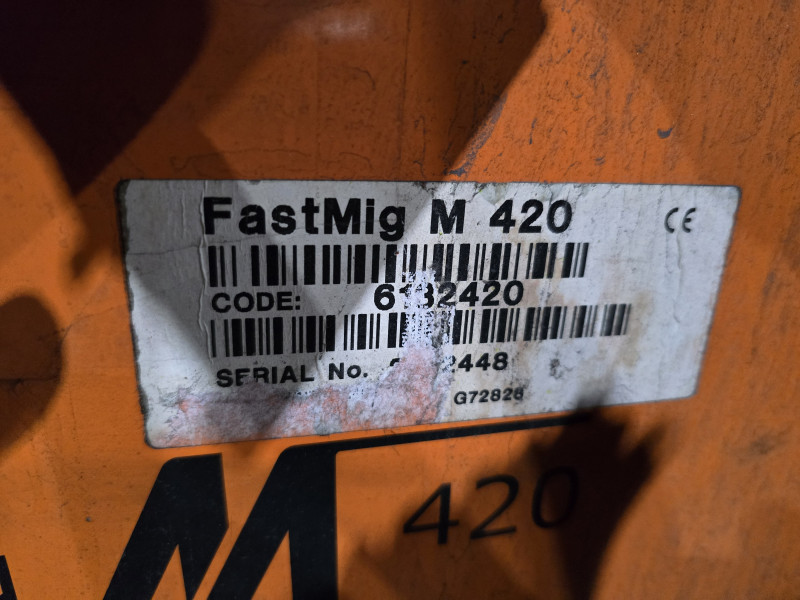 FastMig M 420
CE
CODE: 6132420
SERIAL No.
G72828
M 420